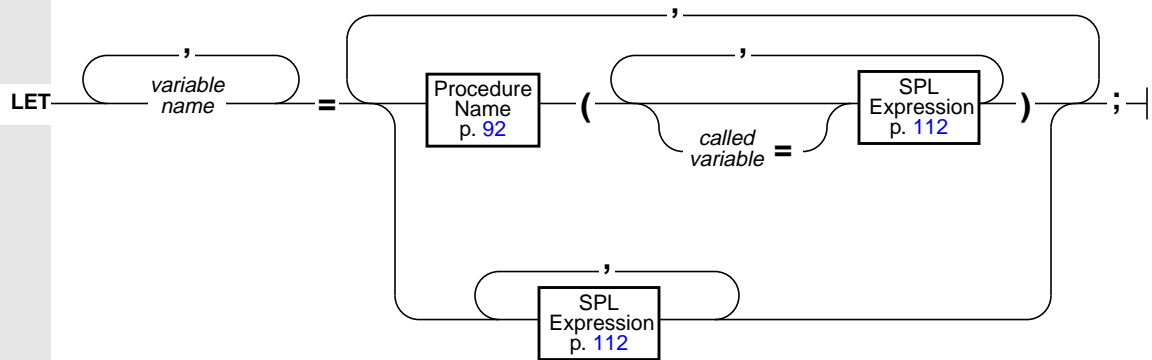 ,
, ,
variable
name
LET = Procedure
Name
p. 92
( SPL
Expression
p. 112
) ;
called
variable =
,
SPL
Expression
p. 112